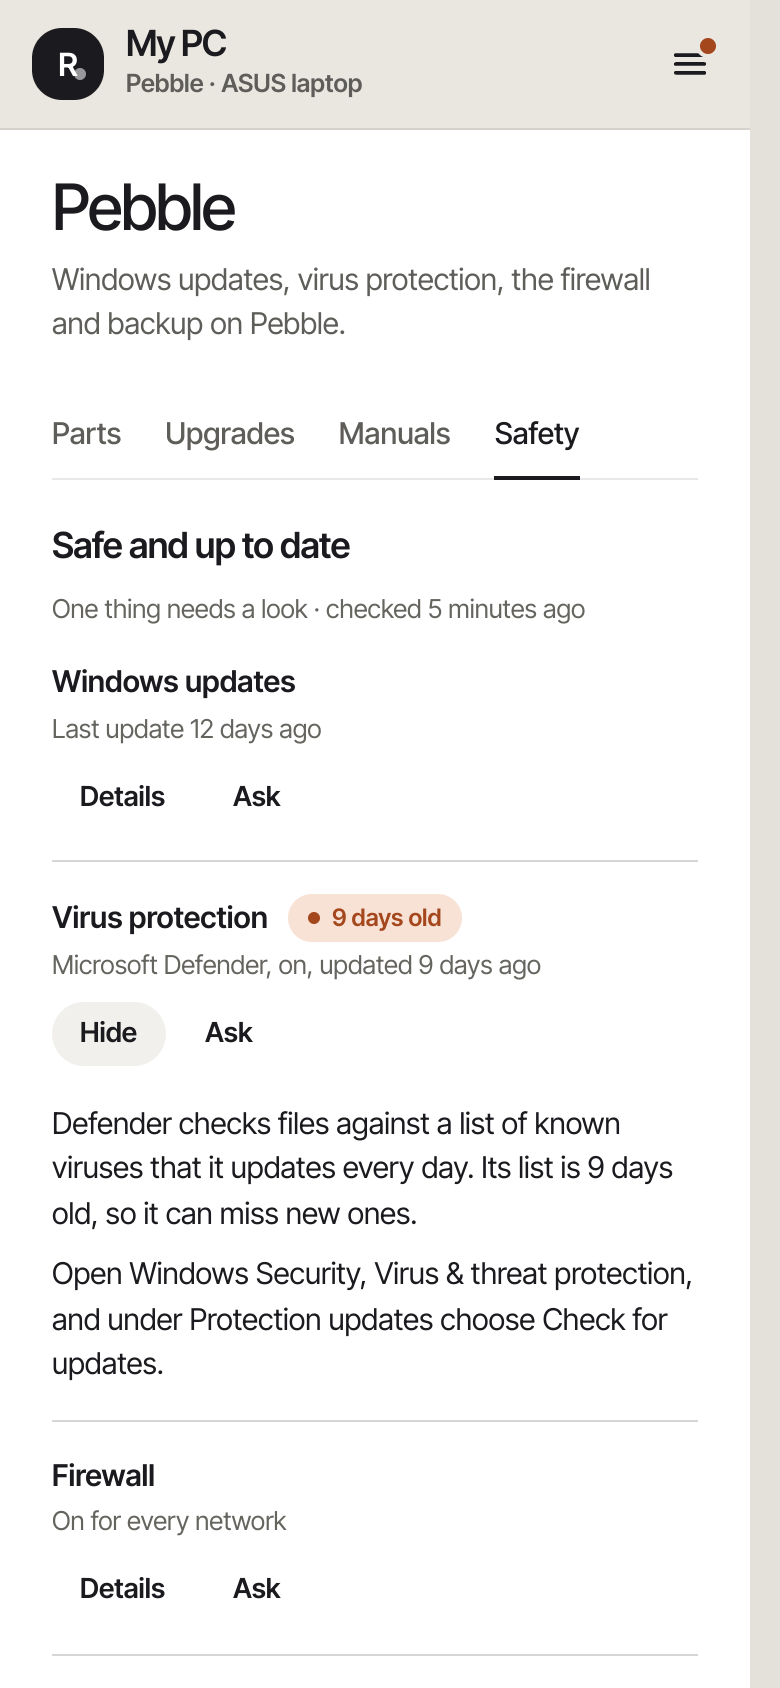 R
My PC
Pebble · ASUS laptop
Pebble
Windows updates, virus protection, the firewall
and backup on Pebble.
Parts Upgrades Manuals Safety
Safe and up to date
One thing needs a look · checked 5 minutes ago
Windows updates
Last update 12 days ago
Details Ask
Virus protection 9 days old
Microsoft Defender, on, updated 9 days ago
Hide Ask
Defender checks files against a list of known
viruses that it updates every day. Its list is 9 days
old, so it can miss new ones.
Open Windows Security, Virus & threat protection,
and under Protection updates choose Check for
updates.
Firewall
On for every network
Details Ask